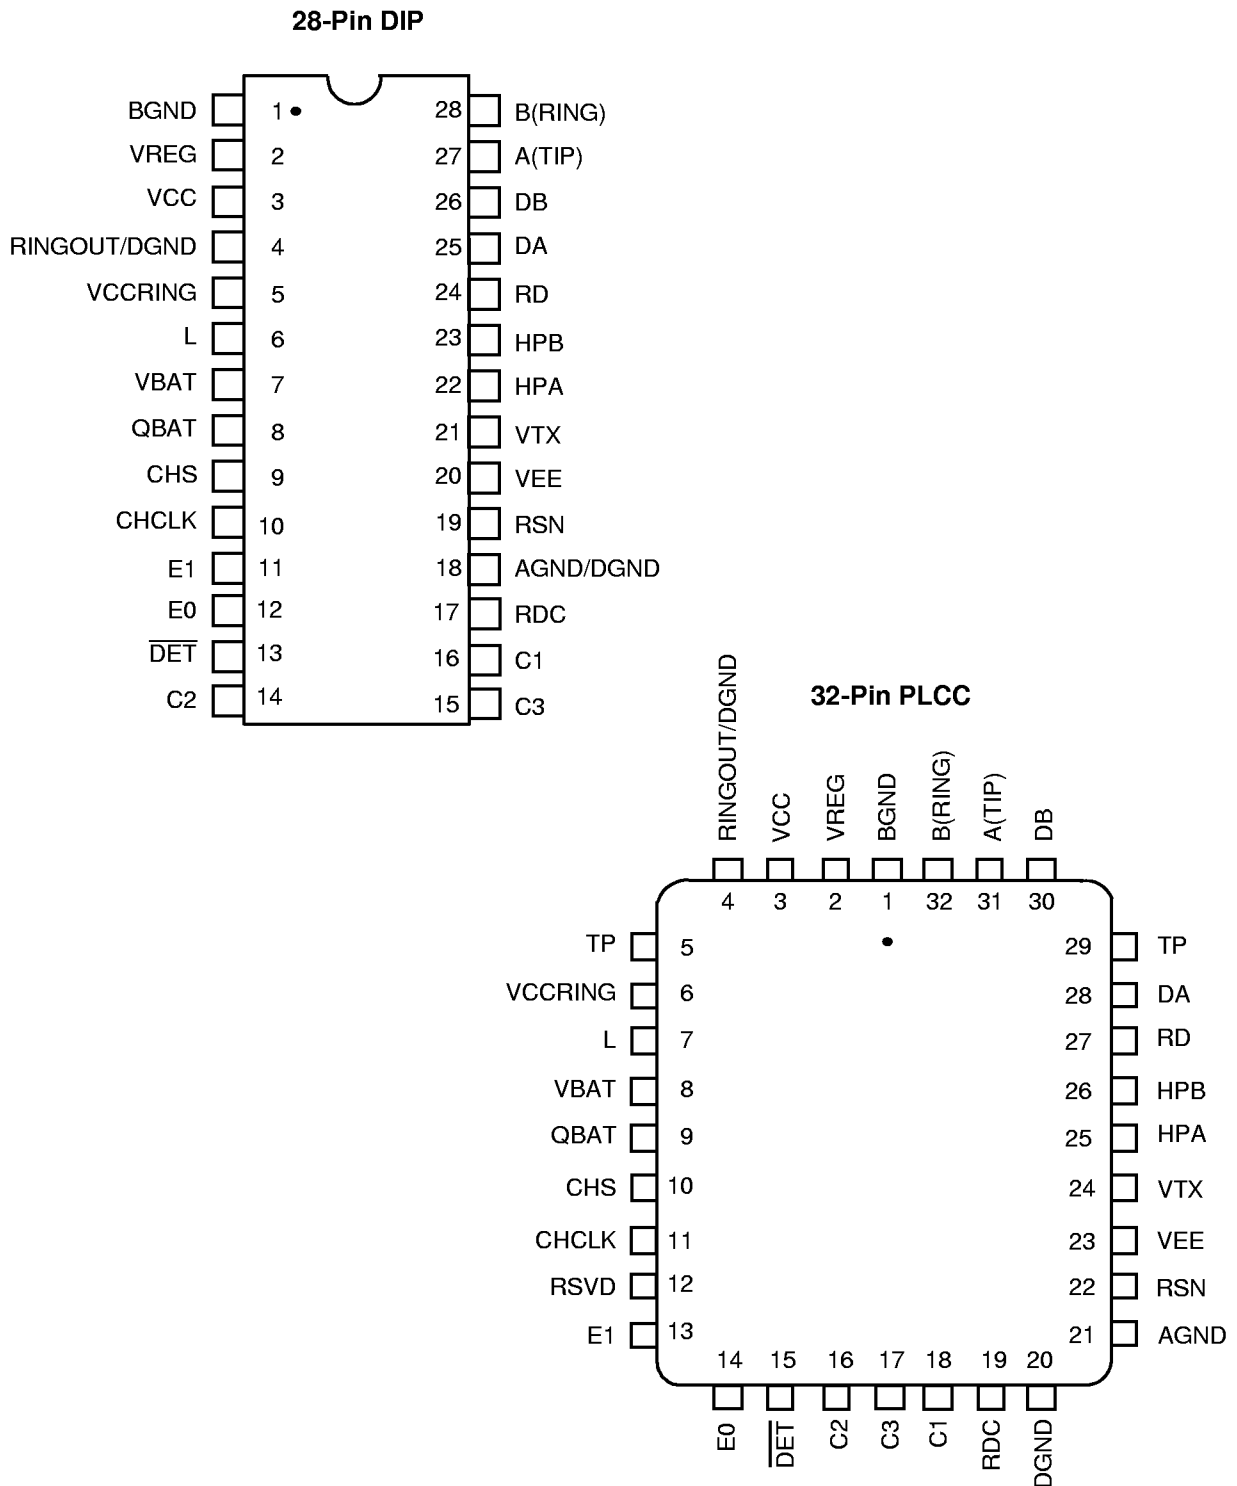 28-Pin DIP
BGND 1 28 B(RING)
VREG 2 27 A(TIP)
VCC 3 26 DB
RINGOUT/DGND 4 25 DA
VCCRING 5 24 RD
L 6 23 HPB
VBAT 7 22 HPA
QBAT 8 21 VTX
CHS 9 20 VEE
CHCLK 10 19 RSN
E1 11 18 AGND/DGND
E0 12 17 RDC
DET 13 16 C1
C2 14 15 C3
32-Pin PLCC
RINGOUT/DGND VCC VREG BGND B(RING) A(TIP) DB
4 3 2 1 32 31 30
TP 5 29 TP
VCCRING 6 28 DA
L 7 27 RD
VBAT 8 26 HPB
QBAT 9 25 HPA
CHS 10 24 VTX
CHCLK 11 23 VEE
RSVD 12 22 RSN
E1 13 21 AGND
14 15 16 17 18 19 20
E0 DET C2 C3 C1 RDC DGND